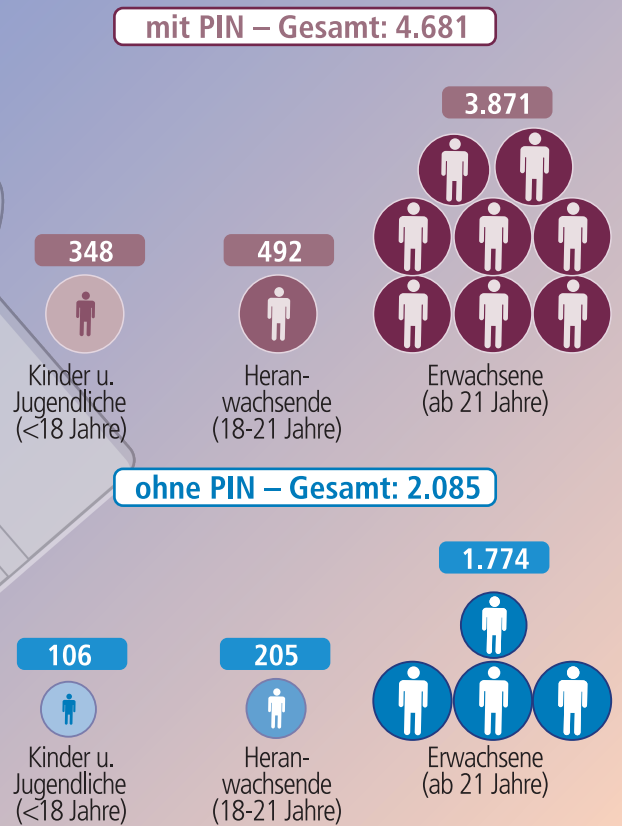 mit PIN – Gesamt: 4.681
3.871
348
492
Kinder u.
Jugendliche
(<18 Jahre)
Heran-
wachsende
(18-21 Jahre)
Erwachsene
(ab 21 Jahre)
ohne PIN – Gesamt: 2.085
1.774
106
205
Kinder u.
Jugendliche
(<18 Jahre)
Heran-
wachsende
(18-21 Jahre)
Erwachsene
(ab 21 Jahre)